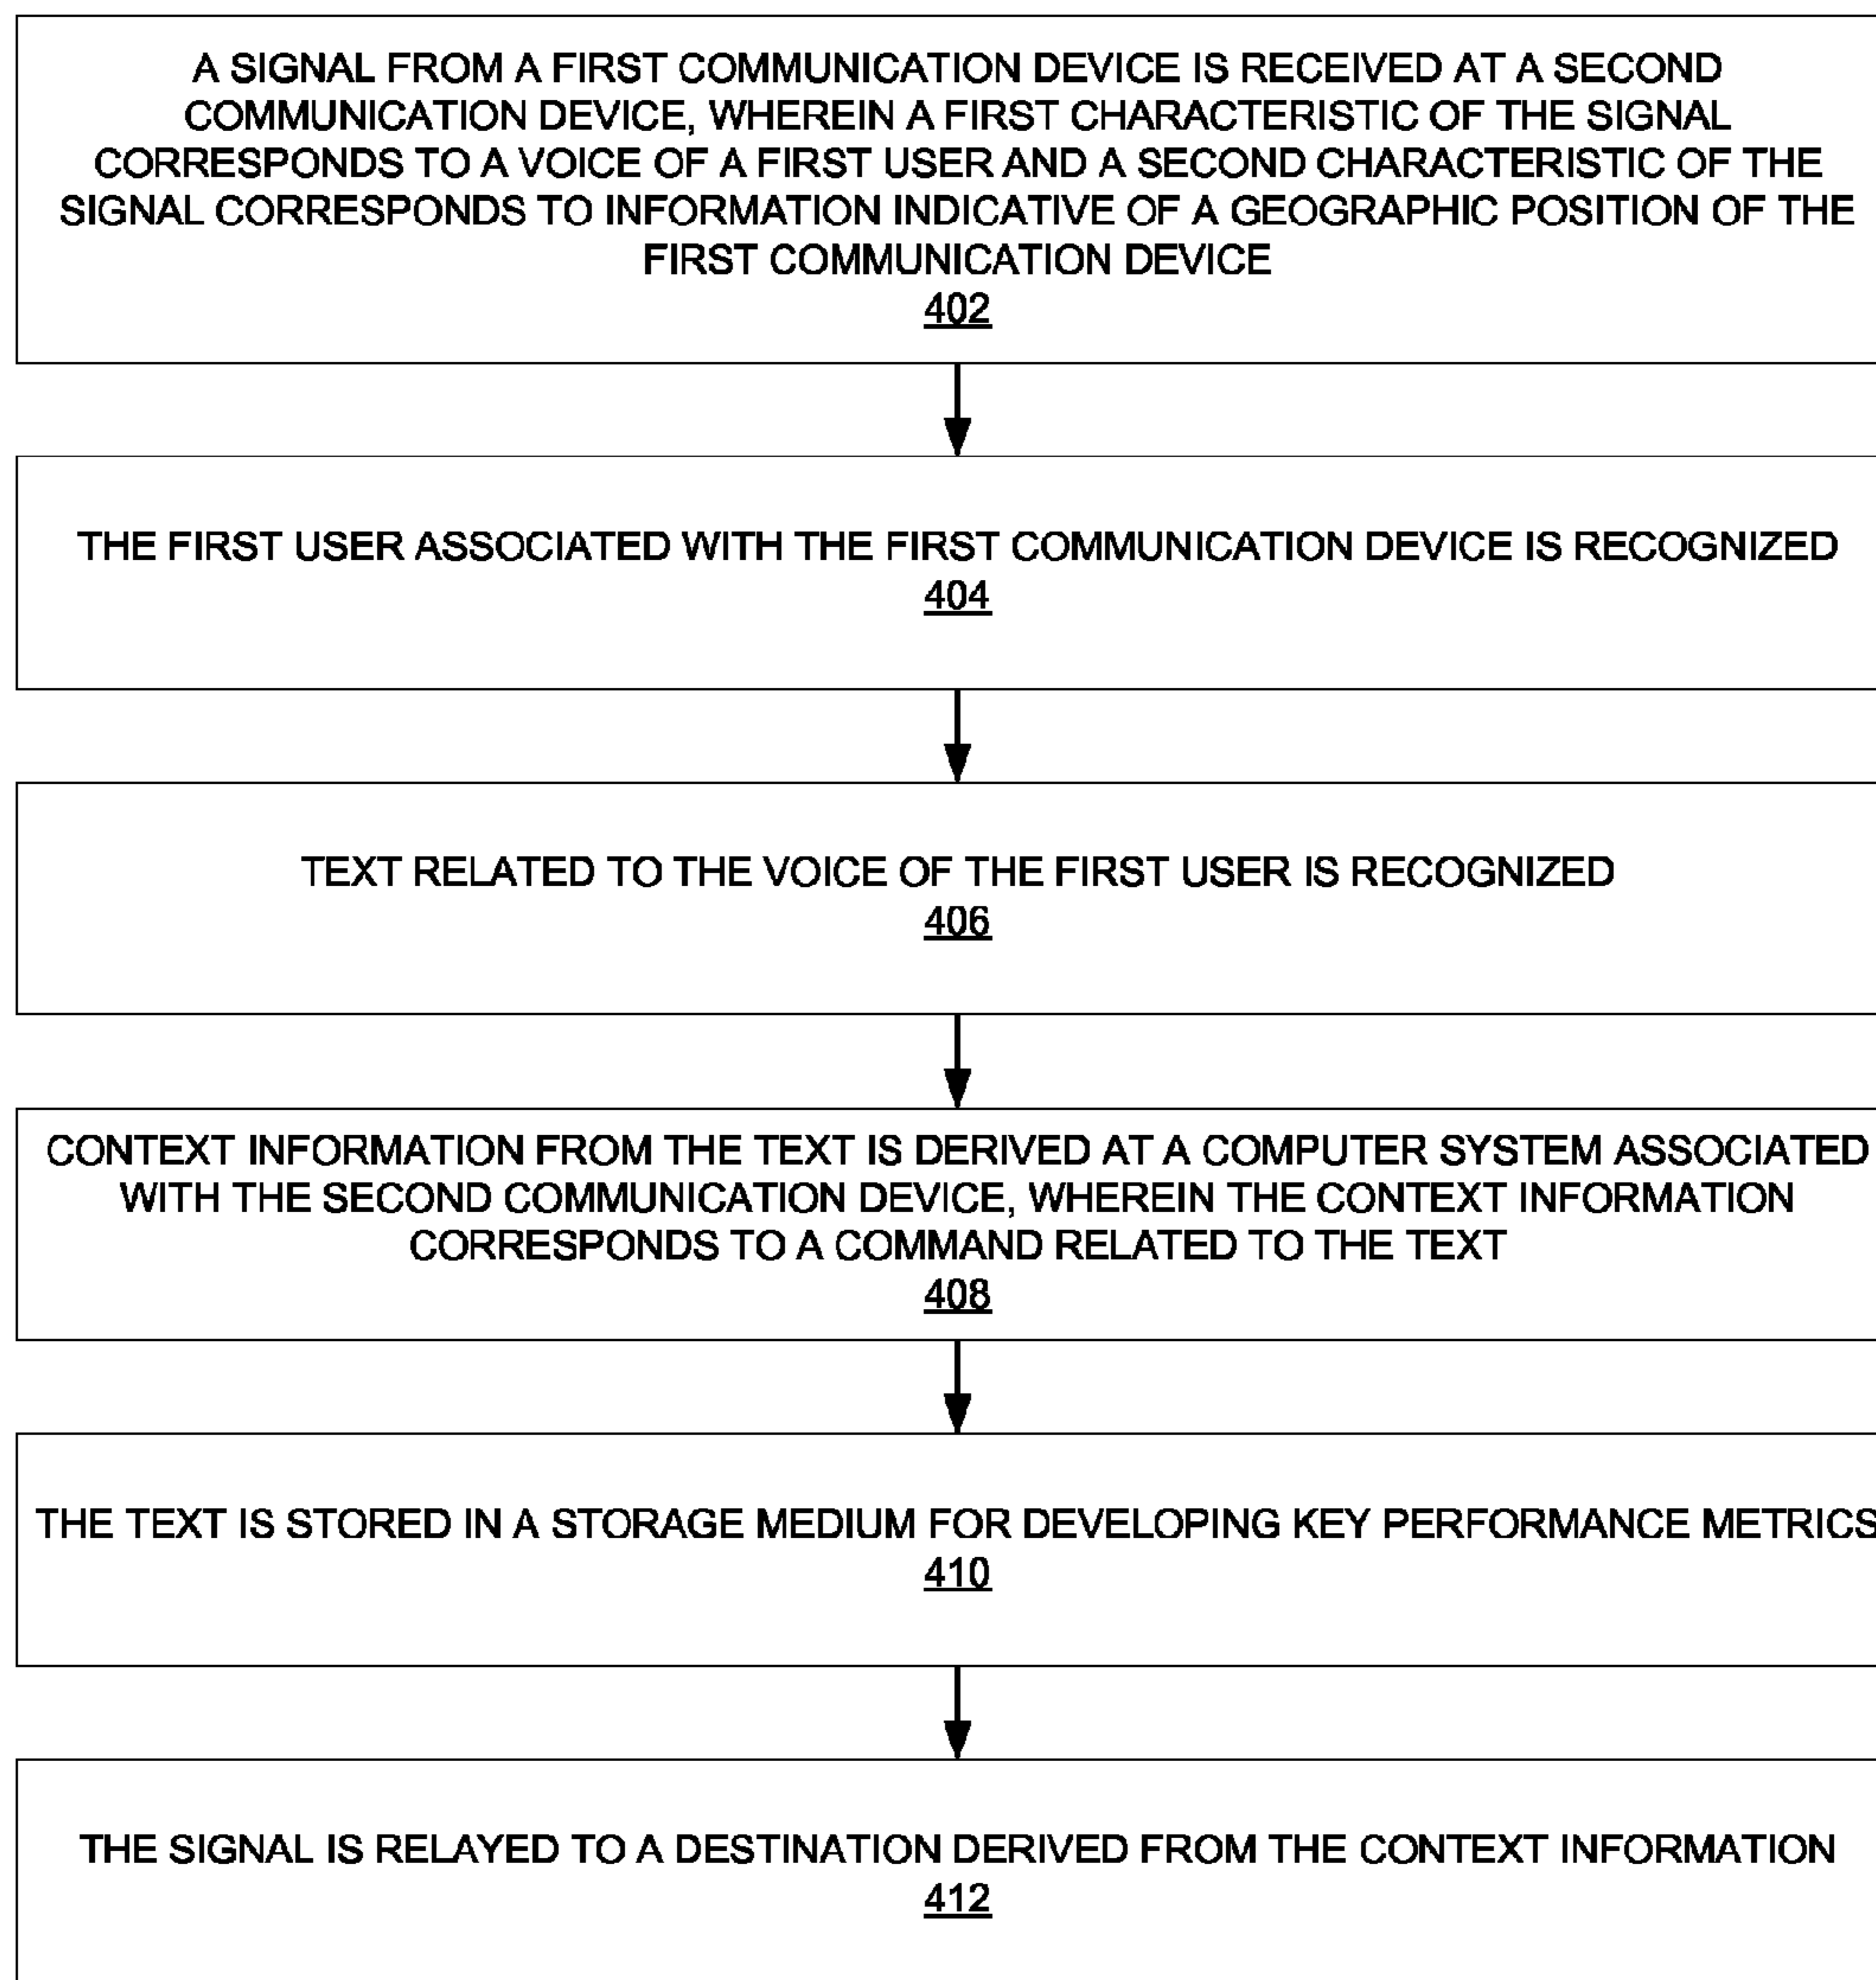 A SIGNAL FROM A FIRST COMMUNICATION DEVICE IS RECEIVED AT A SECOND
COMMUNICATION DEVICE, WHEREIN A FIRST CHARACTERISTIC OF THE SIGNAL
CORRESPONDS TO A VOICE OF A FIRST USER AND A SECOND CHARACTERISTIC OF THE
SIGNAL CORRESPONDS TO INFORMATION INDICATIVE OF A GEOGRAPHIC POSITION OF THE
FIRST COMMUNICATION DEVICE
402
THE FIRST USER ASSOCIATED WITH THE FIRST COMMUNICATION DEVICE IS RECOGNIZED
404
TEXT RELATED TO THE VOICE OF THE FIRST USER IS RECOGNIZED
406
CONTEXT INFORMATION FROM THE TEXT IS DERIVED AT A COMPUTER SYSTEM ASSOCIATED
WITH THE SECOND COMMUNICATION DEVICE, WHEREIN THE CONTEXT INFORMATION
CORRESPONDS TO A COMMAND RELATED TO THE TEXT
408
THE TEXT IS STORED IN A STORAGE MEDIUM FOR DEVELOPING KEY PERFORMANCE METRICS
410
THE SIGNAL IS RELAYED TO A DESTINATION DERIVED FROM THE CONTEXT INFORMATION
412